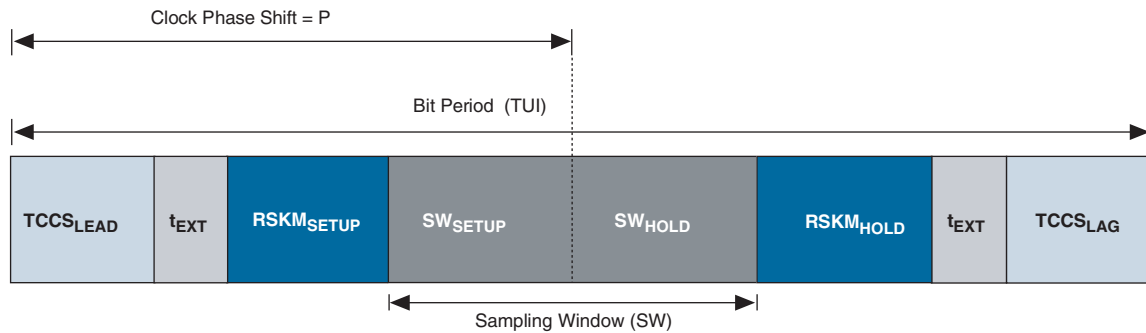 Clock Phase Shift = P
Bit Period (TUI)
TCCSLEAD tEXT RSKMSETUP SWSETUP SWHOLD RSKMHOLD tEXT TCCSLAG
Sampling Window (SW)